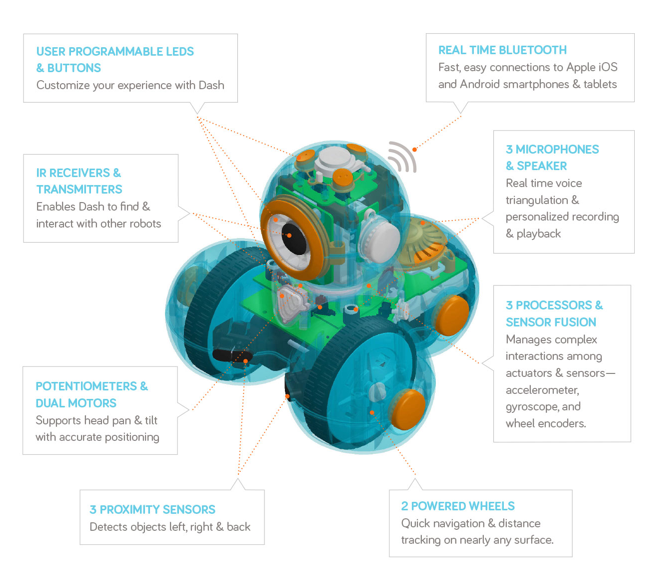 USER PROGRAMMABLE LEDS
& BUTTONS
Customize your experience with Dash
REAL TIME BLUETOOTH
Fast, easy connections to Apple iOS
and Android smartphones & tablets
IR RECEIVERS &
TRANSMITTERS
Enables Dash to find &
interact with other robots
3 MICROPHONES
& SPEAKER
Real time voice
triangulation &
personalized recording
& playback
3 PROCESSORS &
SENSOR FUSION
Manages complex
interactions among
actuators & sensors—
accelerometer,
gyroscope, and
wheel encoders.
POTENTIOMETERS &
DUAL MOTORS
Supports head pan & tilt
with accurate positioning
3 PROXIMITY SENSORS
Detects objects left, right & back
2 POWERED WHEELS
Quick navigation & distance
tracking on nearly any surface.